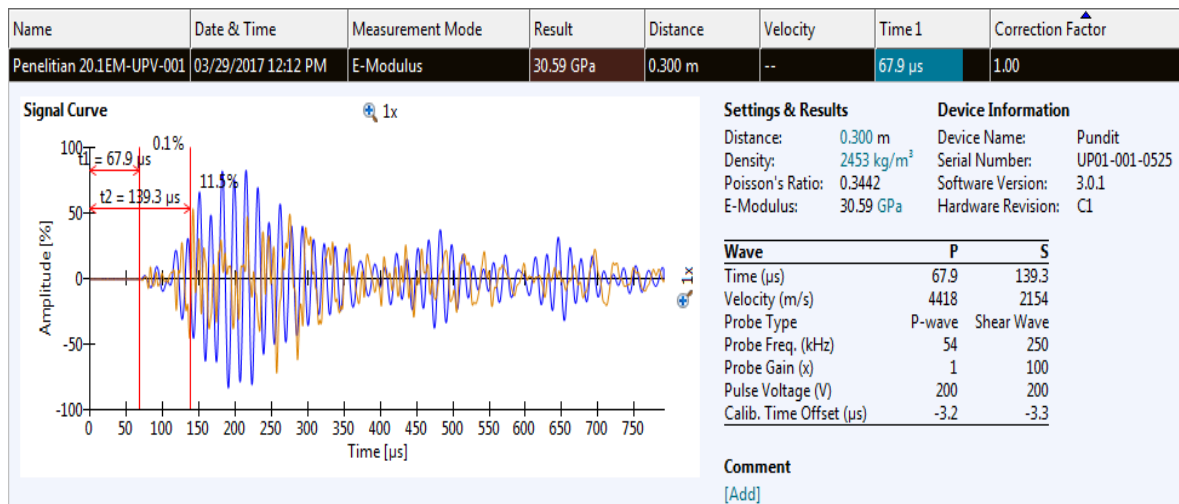 Name Date & Time Measurement Mode Result Distance Velocity Time 1 Correction Factor
Penelitian 20.1EM-UPV-001 03/29/2017 12:12 PM E-Modulus 30.59 GPa 0.300 m -- 67.9 µs 1.00
Signal Curve 1x
0.1%
t1 = 67.9 µs
11.5%
t2 = 139.3 µs
Amplitude [%]
100
50
0
-50
-100
0 50 100 150 200 250 300 350 400 450 500 550 600 650 700 750
Time [µs]
1x
Settings & Results
Distance: 0.300 m
Density: 2453 kg/m³
Poisson's Ratio: 0.3442
E-Modulus: 30.59 GPa
Device Information
Device Name: Pundit
Serial Number: UP01-001-0525
Software Version: 3.0.1
Hardware Revision: C1
Wave P S
Time (µs) 67.9 139.3
Velocity (m/s) 4418 2154
Probe Type P-wave Shear Wave
Probe Freq. (kHz) 54 250
Probe Gain (x) 1 100
Pulse Voltage (V) 200 200
Calib. Time Offset (µs) -3.2 -3.3
Comment
[Add]